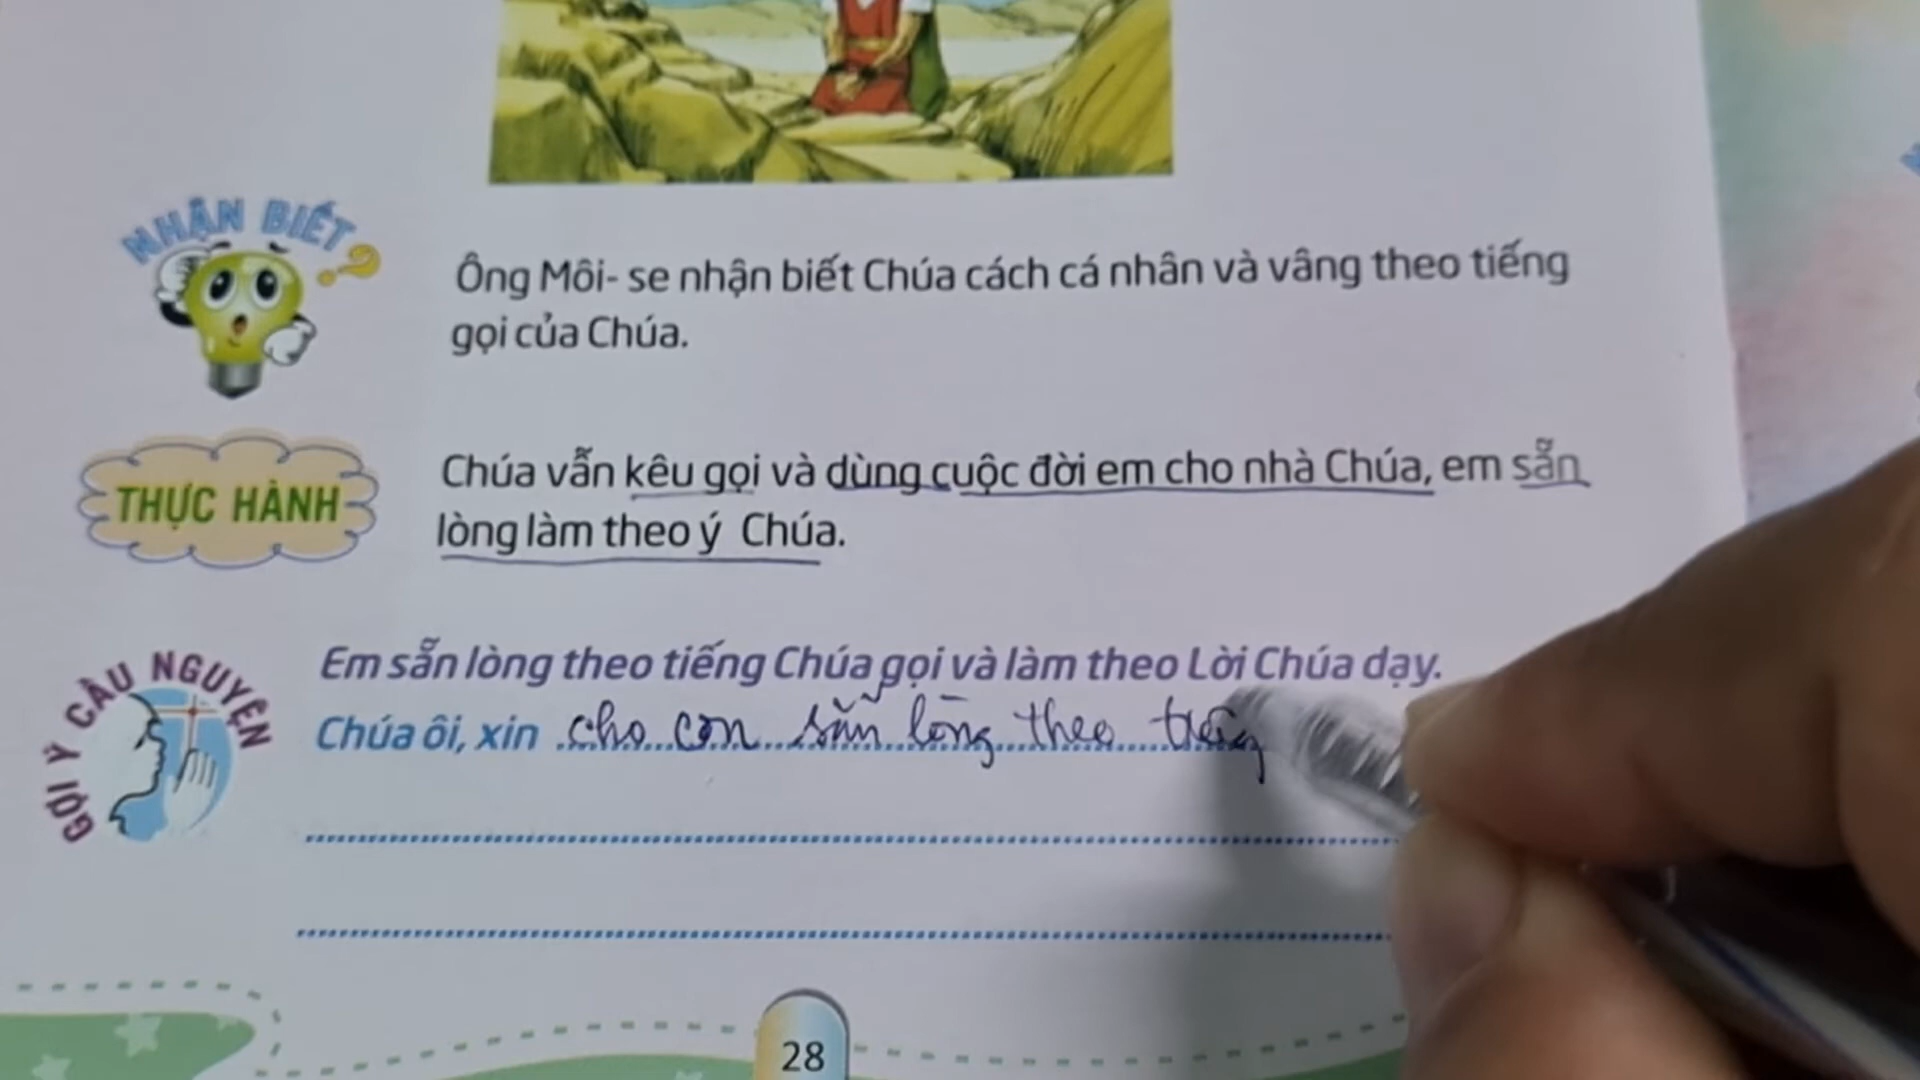 NHẬN BIẾT ?
Ông Môi- se nhận biết Chúa cách cá nhân và vâng theo tiếng
gọi của Chúa.
THỰC HÀNH
Chúa vẫn kêu gọi và dùng cuộc đời em cho nhà Chúa, em sẵn
lòng làm theo ý Chúa.
GỢI Ý CẦU NGUYỆN
Em sẵn lòng theo tiếng Chúa gọi và làm theo Lời Chúa dạy.
Chúa ôi, xin cho con sẵn lòng theo tiếng
28